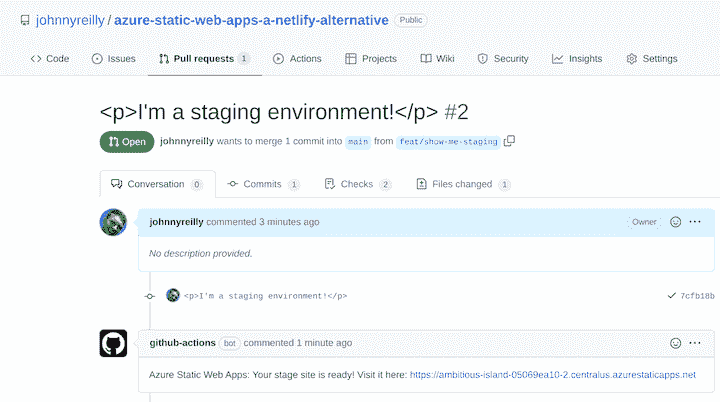 johnnyreilly / azure-static-web-apps-a-netlify-alternative Public
Code Issues Pull requests 1 Actions Projects Wiki Security Insights Settings
<p>I'm a staging environment!</p> #2
Open johnnyreilly wants to merge 1 commit into main from feat/show-me-staging
Conversation 0 Commits 1 Checks 2 Files changed 1
johnnyreilly commented 3 minutes ago Owner
No description provided.
<p>I'm a staging environment!</p> 7cfb18b
github-actions bot commented 1 minute ago
Azure Static Web Apps: Your stage site is ready! Visit it here: https://ambitious-island-05069ea10-2.centralus.azurestaticapps.net